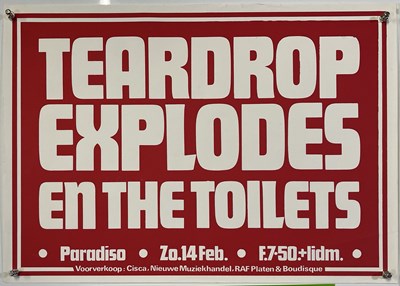 TEARDROP
EXPLODES
EN THE TOILETS
• Paradiso • Zo.14 Feb. • F.7-50+lidm. •
Voorverkoop: Cisca, Nieuwe Muziekhandel, RAF Platen & Boudisque